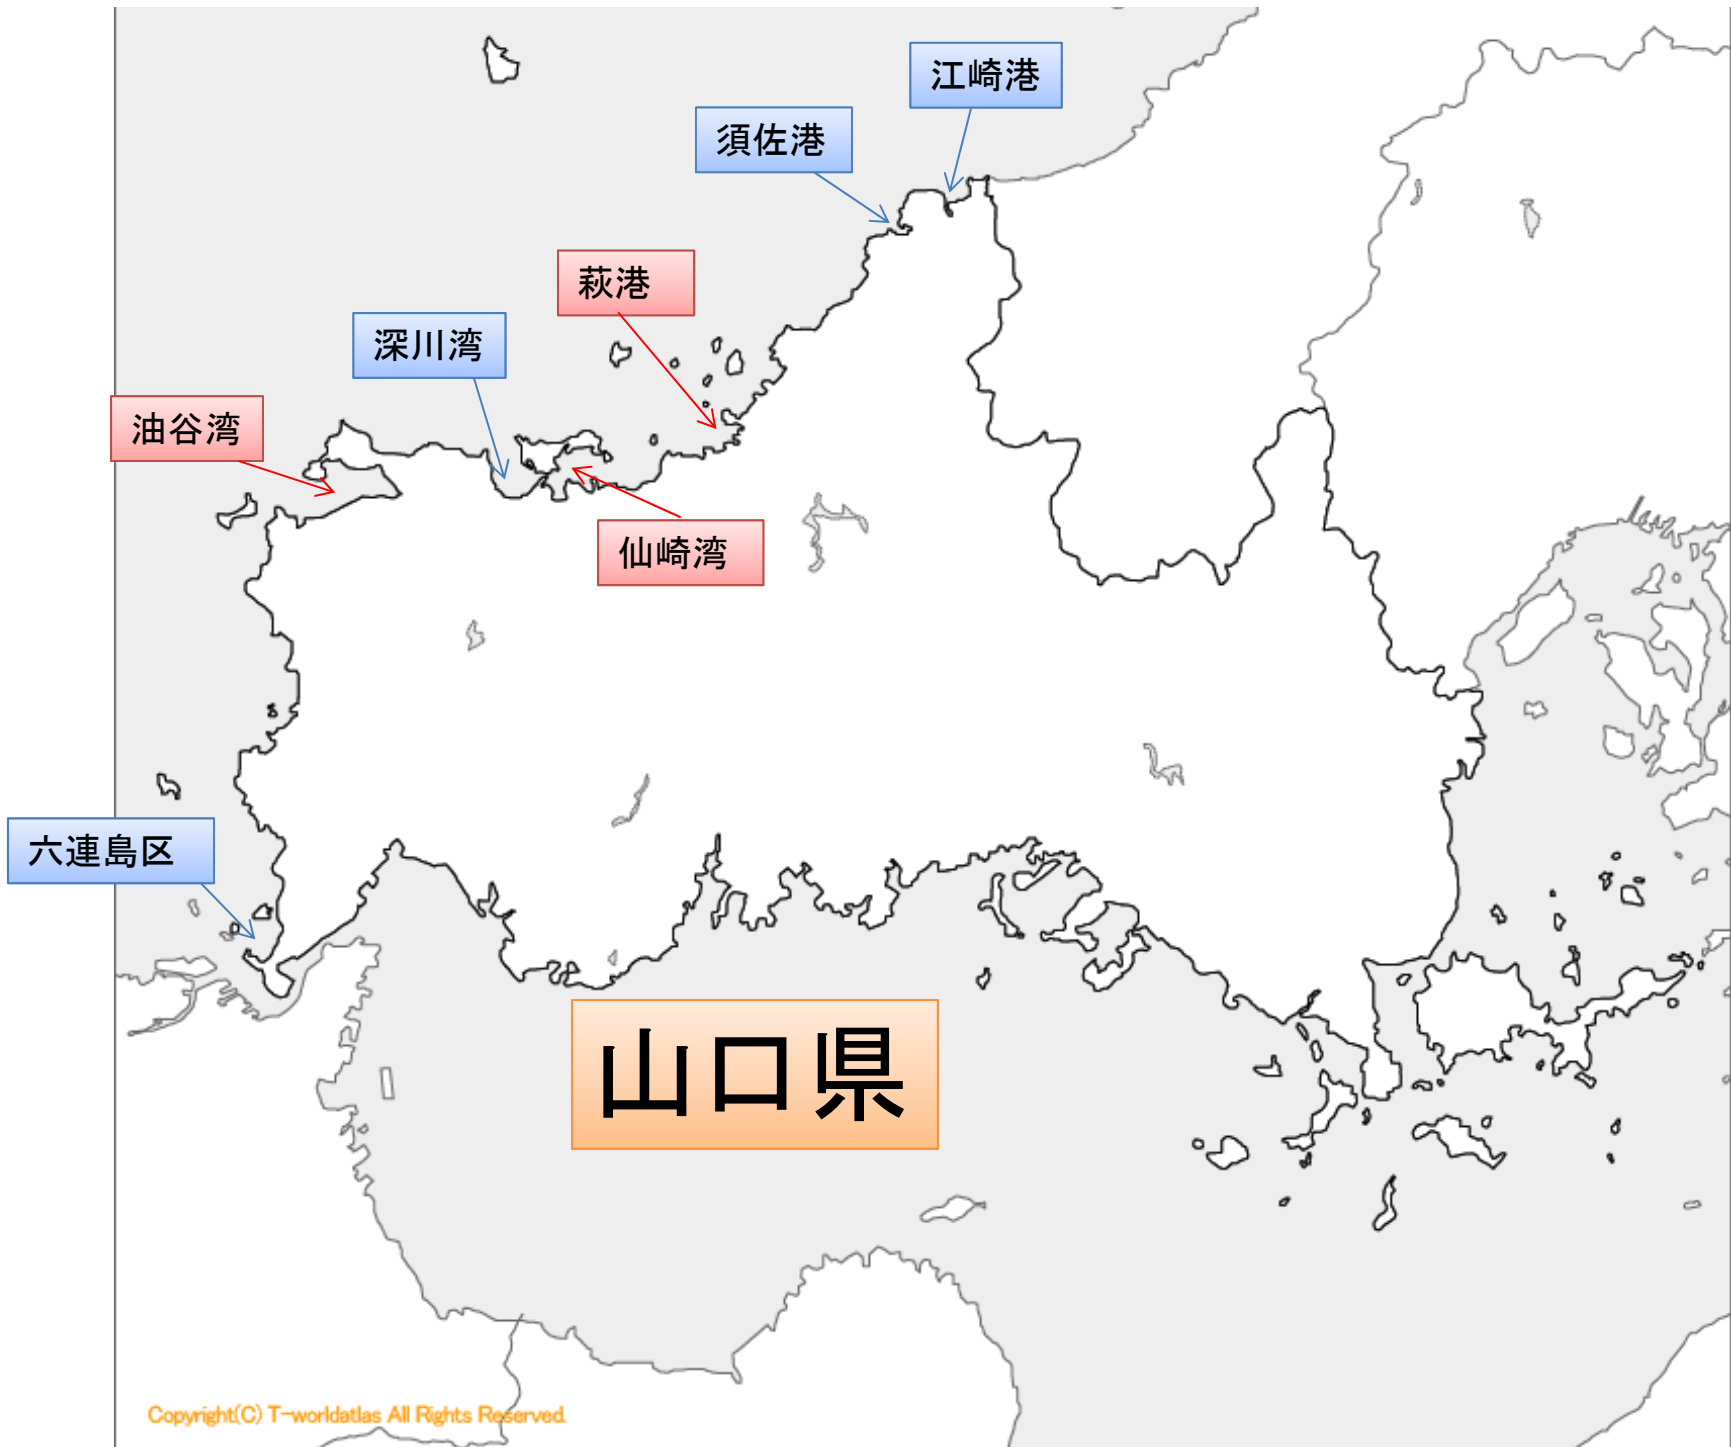 江崎港
須佐港
萩港
深川湾
油谷湾
仙崎湾
六連島区
山口県
Copyright(C) T-worldatlas All Rights Reserved.